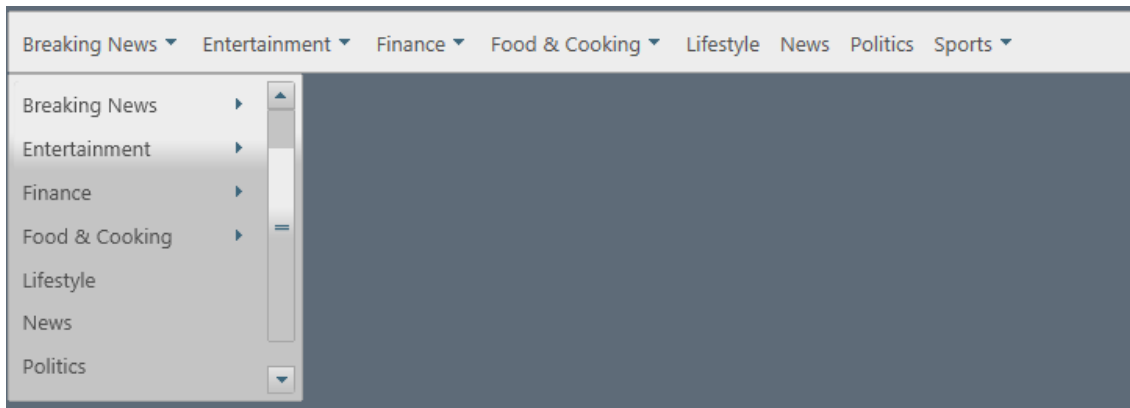 Breaking News Entertainment Finance Food & Cooking Lifestyle News Politics Sports
Breaking News
Entertainment
Finance
Food & Cooking
Lifestyle
News
Politics